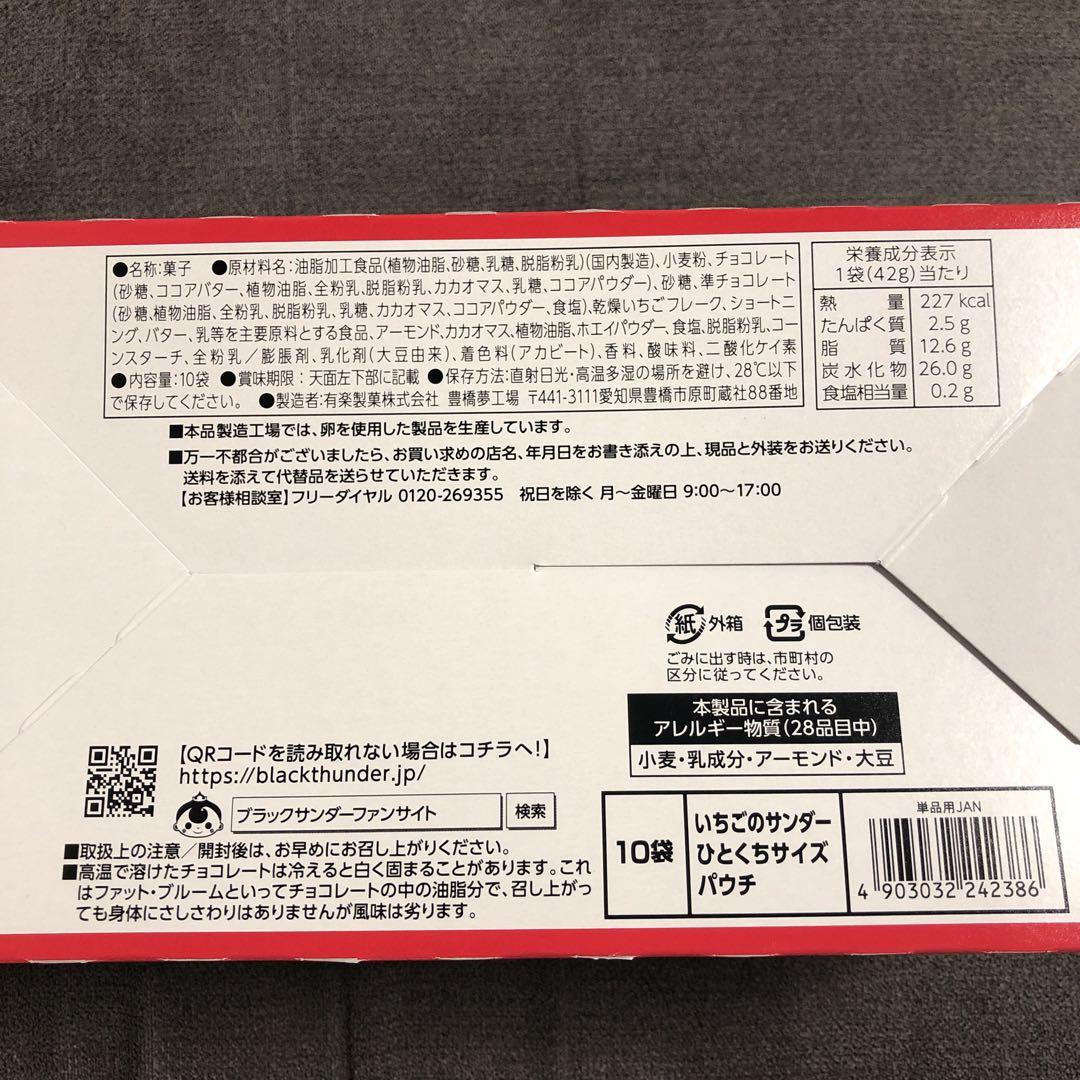 ●名称:菓子 ●原材料名:油脂加工食品(植物油脂、砂糖、乳糖、脱脂粉乳)(国内製造)、小麦粉、チョコレート
(砂糖、ココアバター、植物油脂、全粉乳、脱脂粉乳、カカオマス、乳糖、ココアパウダー)、砂糖、準チョコレート
(砂糖、植物油脂、全粉乳、脱脂粉乳、乳糖、カカオマス、ココアパウダー、食塩)、乾燥いちごフレーク、ショートニ
ング、バター、乳等を主要原料とする食品、アーモンド、カカオマス、植物油脂、ホエイパウダー、食塩、脱脂粉乳、コー
ンスターチ、全粉乳/膨脹剤、乳化剤(大豆由来)、着色料(アカビート)、香料、酸味料、二酸化ケイ素
●内容量:10袋 ●賞味期限:天面左下部に記載 ●保存方法:直射日光・高温多湿の場所を避け、28℃以下
で保存してください。 ●製造者:有楽製菓株式会社 豊橋夢工場 〒441-3111愛知県豊橋市原町蔵社88番地
栄養成分表示
1袋(42g)当たり
熱量 227 kcal
たんぱく質 2.5g
脂質 12.6g
炭水化物 26.0g
食塩相当量 0.2g
■本品製造工場では、卵を使用した製品を生産しています。
■万一不都合がございましたら、お買い求めの店名、年月日をお書き添えの上、現品と外装をお送りください。
送料を添えて代替品を送らせていただきます。
【お客様相談室】フリーダイヤル 0120-269355 祝日を除く 月~金曜日 9:00~17:00
紙 外箱 プラ 個包装
ごみに出す時は、市町村の
区分に従ってください。
本製品に含まれる
アレルギー物質(28品目中)
小麦・乳成分・アーモンド・大豆
【QRコードを読み取れない場合はコチラへ!】
https://blackthunder.jp/
ブラックサンダーファンサイト 検索
■取扱上の注意/開封後は、お早めにお召し上がりください。
■高温で溶けたチョコレートは冷えると白く固まることがあります。これ
はファット・ブルームといってチョコレートの中の油脂分で、召し上がっ
ても身体にさしさわりはありませんが風味は劣ります。
10袋
いちごのサンダー
ひとくちサイズ
パウチ
単品用JAN
4 903032 242386